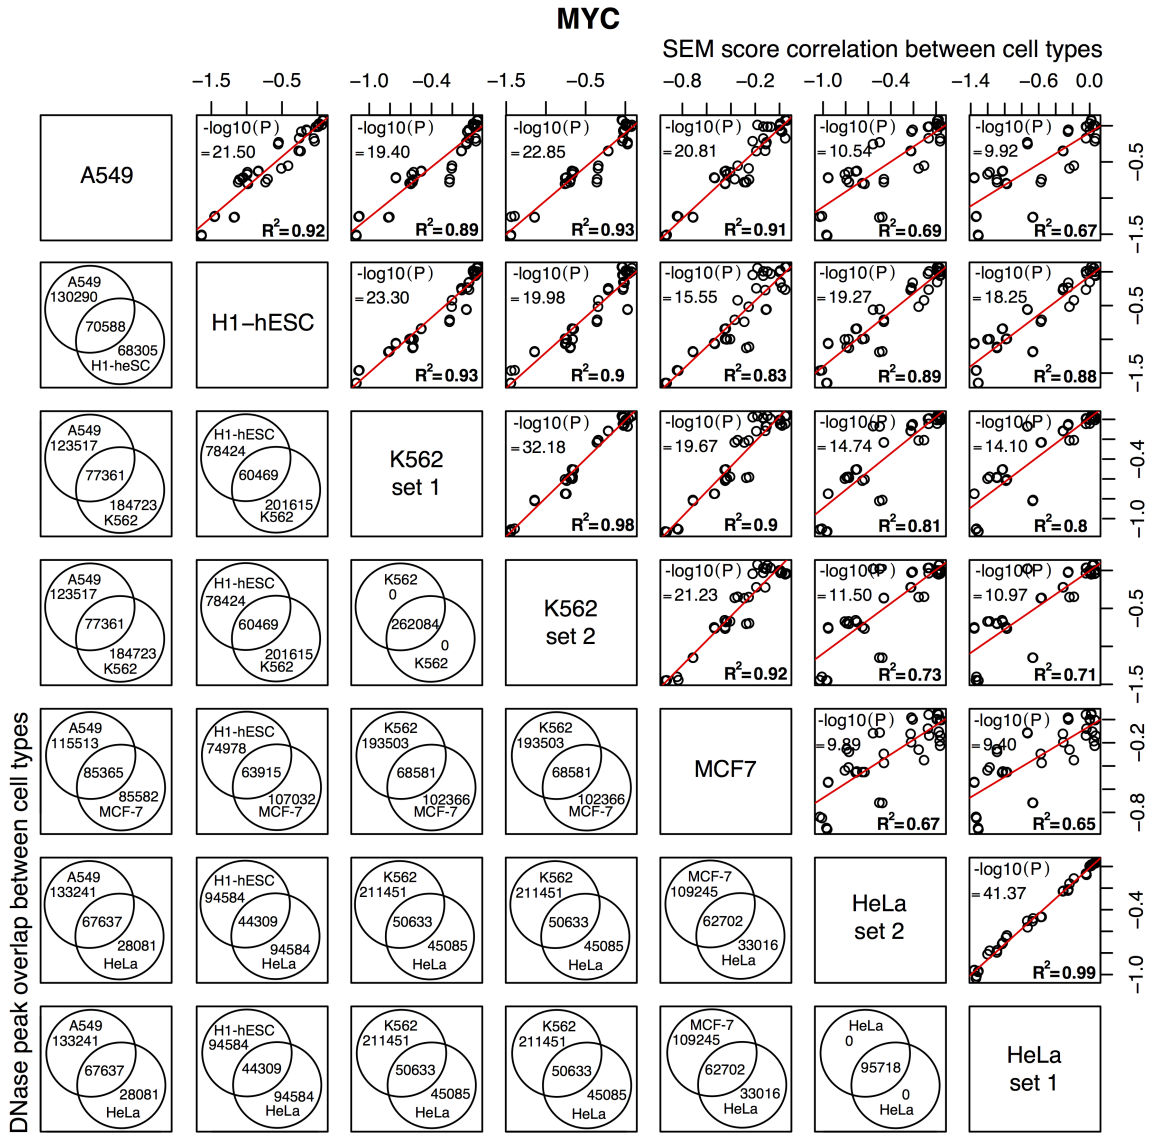 MYC
SEM score correlation between cell types
−1.5 −0.5 −1.0 −0.4 −1.5 −0.5 −0.8 −0.2 −1.0 −0.4 −1.4 −0.6 0.0
A549
-log10(P)
=21.50
R²=0.92
-log10(P)
=19.40
R²=0.89
-log10(P)
=22.85
R²=0.93
-log10(P)
=20.81
R²=0.91
-log10(P)
=10.54
R²=0.69
-log10(P)
=9.92
R²=0.67
−0.5
−1.5
A549
130290
70588
68305
H1-heSC
H1−hESC
-log10(P)
=23.30
R²=0.93
-log10(P)
=19.98
R²=0.9
-log10(P)
=15.55
R²=0.83
-log10(P)
=19.27
R²=0.89
-log10(P)
=18.25
R²=0.88
−0.5
−1.5
A549
123517
77361
184723
K562
H1-hESC
78424
60469
201615
K562
K562
set 1
-log10(P)
=32.18
R²=0.98
-log10(P)
=19.67
R²=0.9
-log10(P)
=14.74
R²=0.81
-log10(P)
=14.10
R²=0.8
−0.4
−1.0
A549
123517
77361
184723
K562
H1-hESC
78424
60469
201615
K562
K562
0
262084
0
K562
K562
set 2
-log10(P)
=21.23
R²=0.92
-log10(P)
=11.50
R²=0.73
-log10(P)
=10.97
R²=0.71
−0.5
−1.5
DNase peak overlap between cell types
A549
115513
85365
85582
MCF-7
H1-hESC
74978
63915
107032
MCF-7
K562
193503
68581
102366
MCF-7
K562
193503
68581
102366
MCF-7
MCF7
-log10(P)
=9.89
R²=0.67
-log10(P)
=9.40
R²=0.65
−0.2
−0.8
A549
133241
67637
28081
HeLa
H1-hESC
94584
44309
94584
HeLa
K562
211451
50633
45085
HeLa
K562
211451
50633
45085
HeLa
MCF-7
109245
62702
33016
HeLa
HeLa
set 2
-log10(P)
=41.37
R²=0.99
−0.4
−1.0
A549
133241
67637
28081
HeLa
H1-hESC
94584
44309
94584
HeLa
K562
211451
50633
45085
HeLa
K562
211451
50633
45085
HeLa
MCF-7
109245
62702
33016
HeLa
HeLa
0
95718
0
HeLa
HeLa
set 1